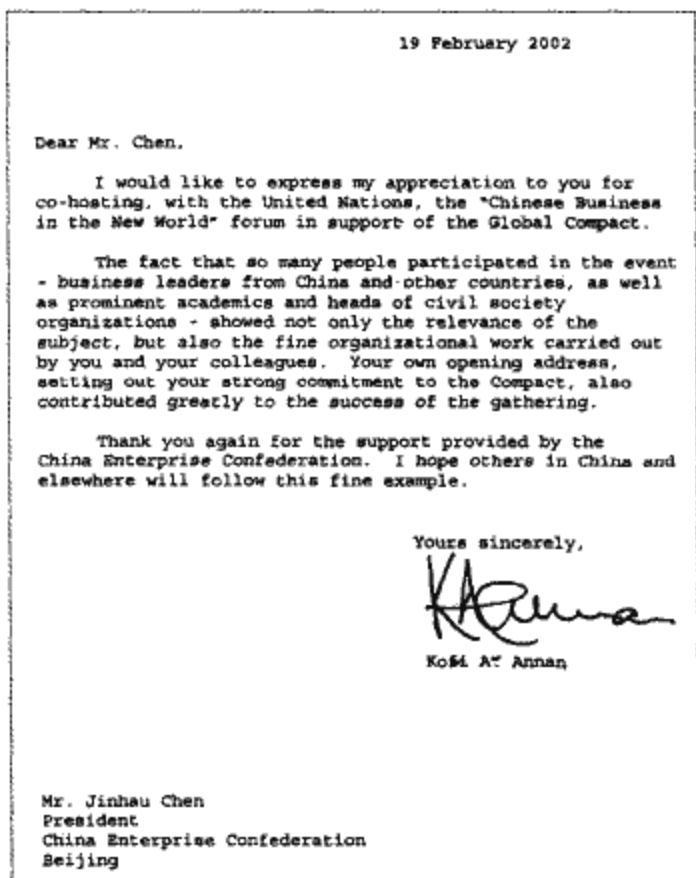 19 February 2002
Dear Mr. Chen,
I would like to express my appreciation to you for
co-hosting, with the United Nations, the "Chinese Business
in the New World" forum in support of the Global Compact.
The fact that so many people participated in the event
- business leaders from China and other countries, as well
as prominent academics and heads of civil society
organizations - showed not only the relevance of the
subject, but also the fine organizational work carried out
by you and your colleagues. Your own opening address,
setting out your strong commitment to the Compact, also
contributed greatly to the success of the gathering.
Thank you again for the support provided by the
China Enterprise Confederation. I hope others in China and
elsewhere will follow this fine example.
Yours sincerely,
Kofi A. Annan
Mr. Jinhau Chen
President
China Enterprise Confederation
Beijing